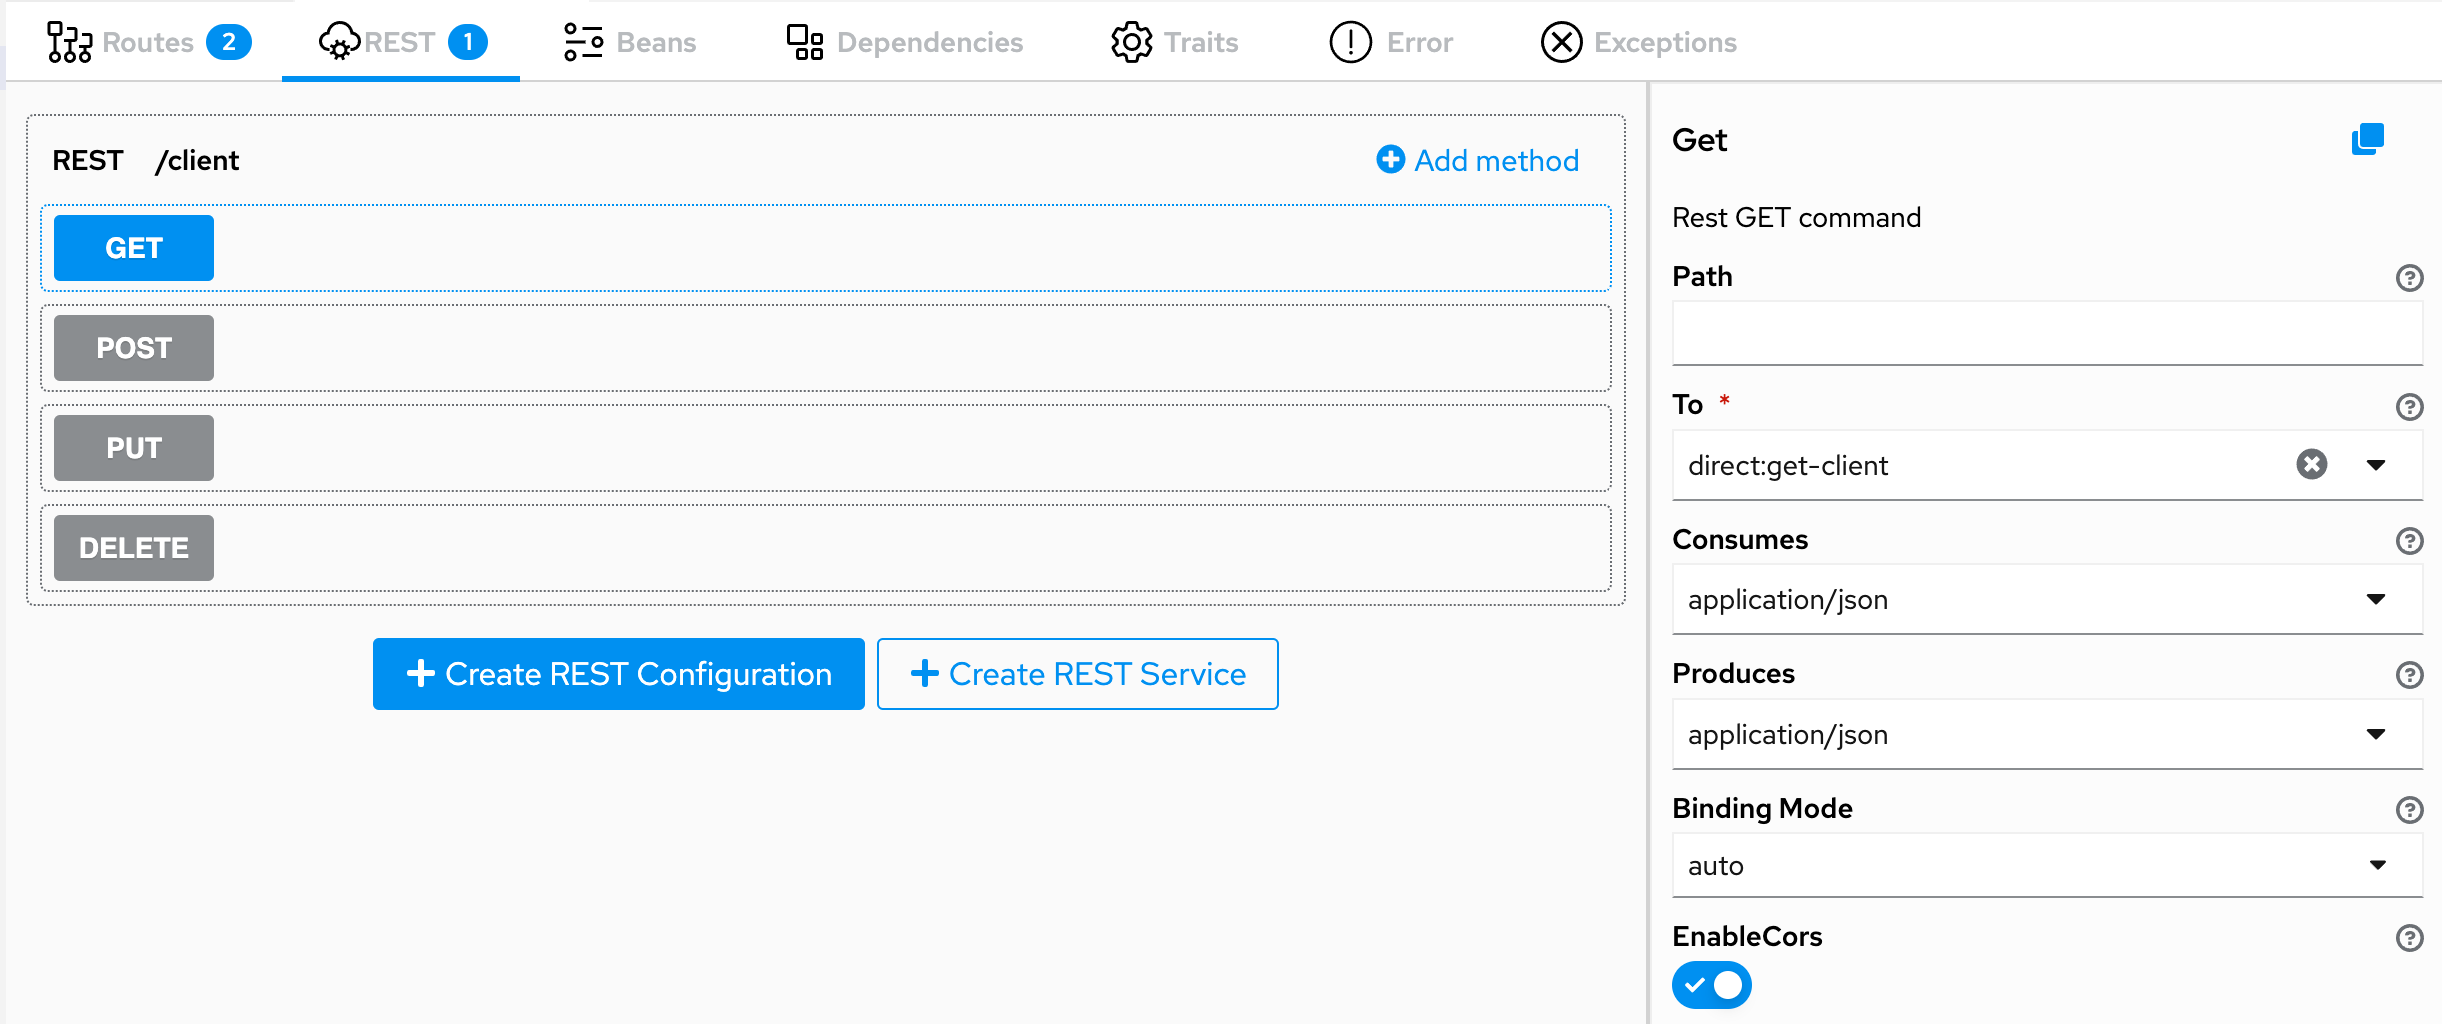 Routes 2 REST 1 Beans Dependencies Traits Error Exceptions
REST /client Add method
GET
POST
PUT
DELETE
Create REST Configuration Create REST Service
Get
Rest GET command
Path
To *
direct:get-client
Consumes
application/json
Produces
application/json
Binding Mode
auto
EnableCors